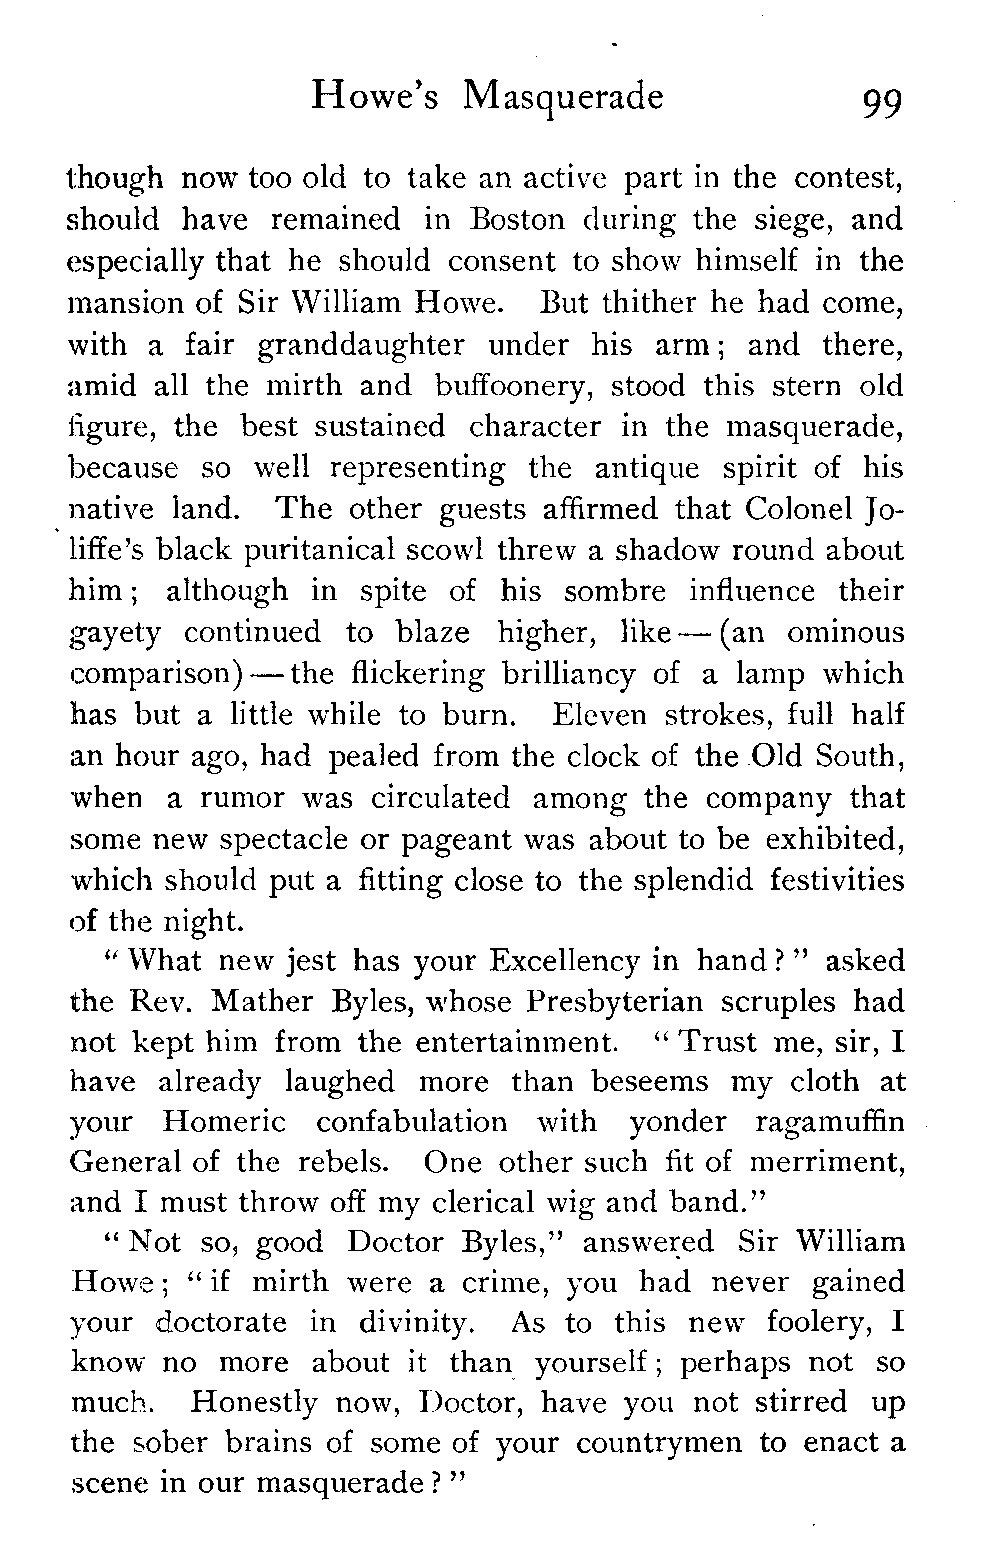 Howe's Masquerade 99
though now too old to take an active part in the contest,
should have remained in Boston during the siege, and
especially that he should consent to show himself in the
mansion of Sir William Howe. But thither he had come,
with a fair granddaughter under his arm; and there,
amid all the mirth and buffoonery, stood this stern old
figure, the best sustained character in the masquerade,
because so well representing the antique spirit of his
native land. The other guests affirmed that Colonel Jo-
liffe's black puritanical scowl threw a shadow round about
him; although in spite of his sombre influence their
gayety continued to blaze higher, like — (an ominous
comparison) — the flickering brilliancy of a lamp which
has but a little while to burn. Eleven strokes, full half
an hour ago, had pealed from the clock of the Old South,
when a rumor was circulated among the company that
some new spectacle or pageant was about to be exhibited,
which should put a fitting close to the splendid festivities
of the night.
"What new jest has your Excellency in hand?" asked
the Rev. Mather Byles, whose Presbyterian scruples had
not kept him from the entertainment. "Trust me, sir, I
have already laughed more than beseems my cloth at
your Homeric confabulation with yonder ragamuffin
General of the rebels. One other such fit of merriment,
and I must throw off my clerical wig and band."
"Not so, good Doctor Byles," answered Sir William
Howe; "if mirth were a crime, you had never gained
your doctorate in divinity. As to this new foolery, I
know no more about it than yourself; perhaps not so
much. Honestly now, Doctor, have you not stirred up
the sober brains of some of your countrymen to enact a
scene in our masquerade?"